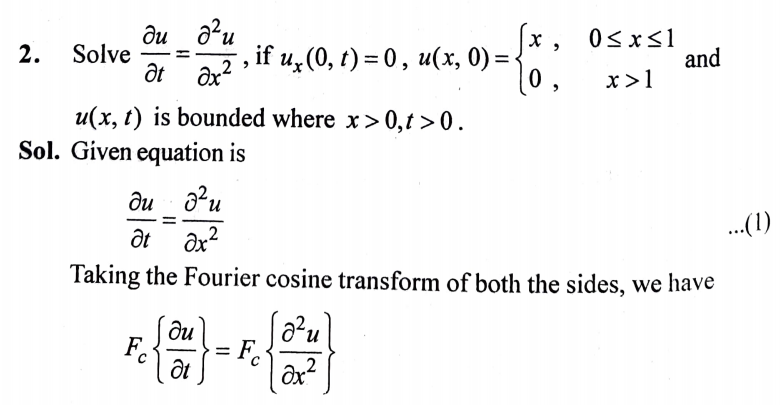 2. Solve ∂u/∂t = ∂²u/∂x² , if uₓ(0, t) = 0 , u(x, 0) = { x , 0 ≤ x ≤ 1 ; 0 , x > 1 and
u(x, t) is bounded where x > 0, t > 0 .
Sol. Given equation is
∂u/∂t = ∂²u/∂x² ...(1)
Taking the Fourier cosine transform of both the sides, we have
F_c {∂u/∂t} = F_c {∂²u/∂x²}